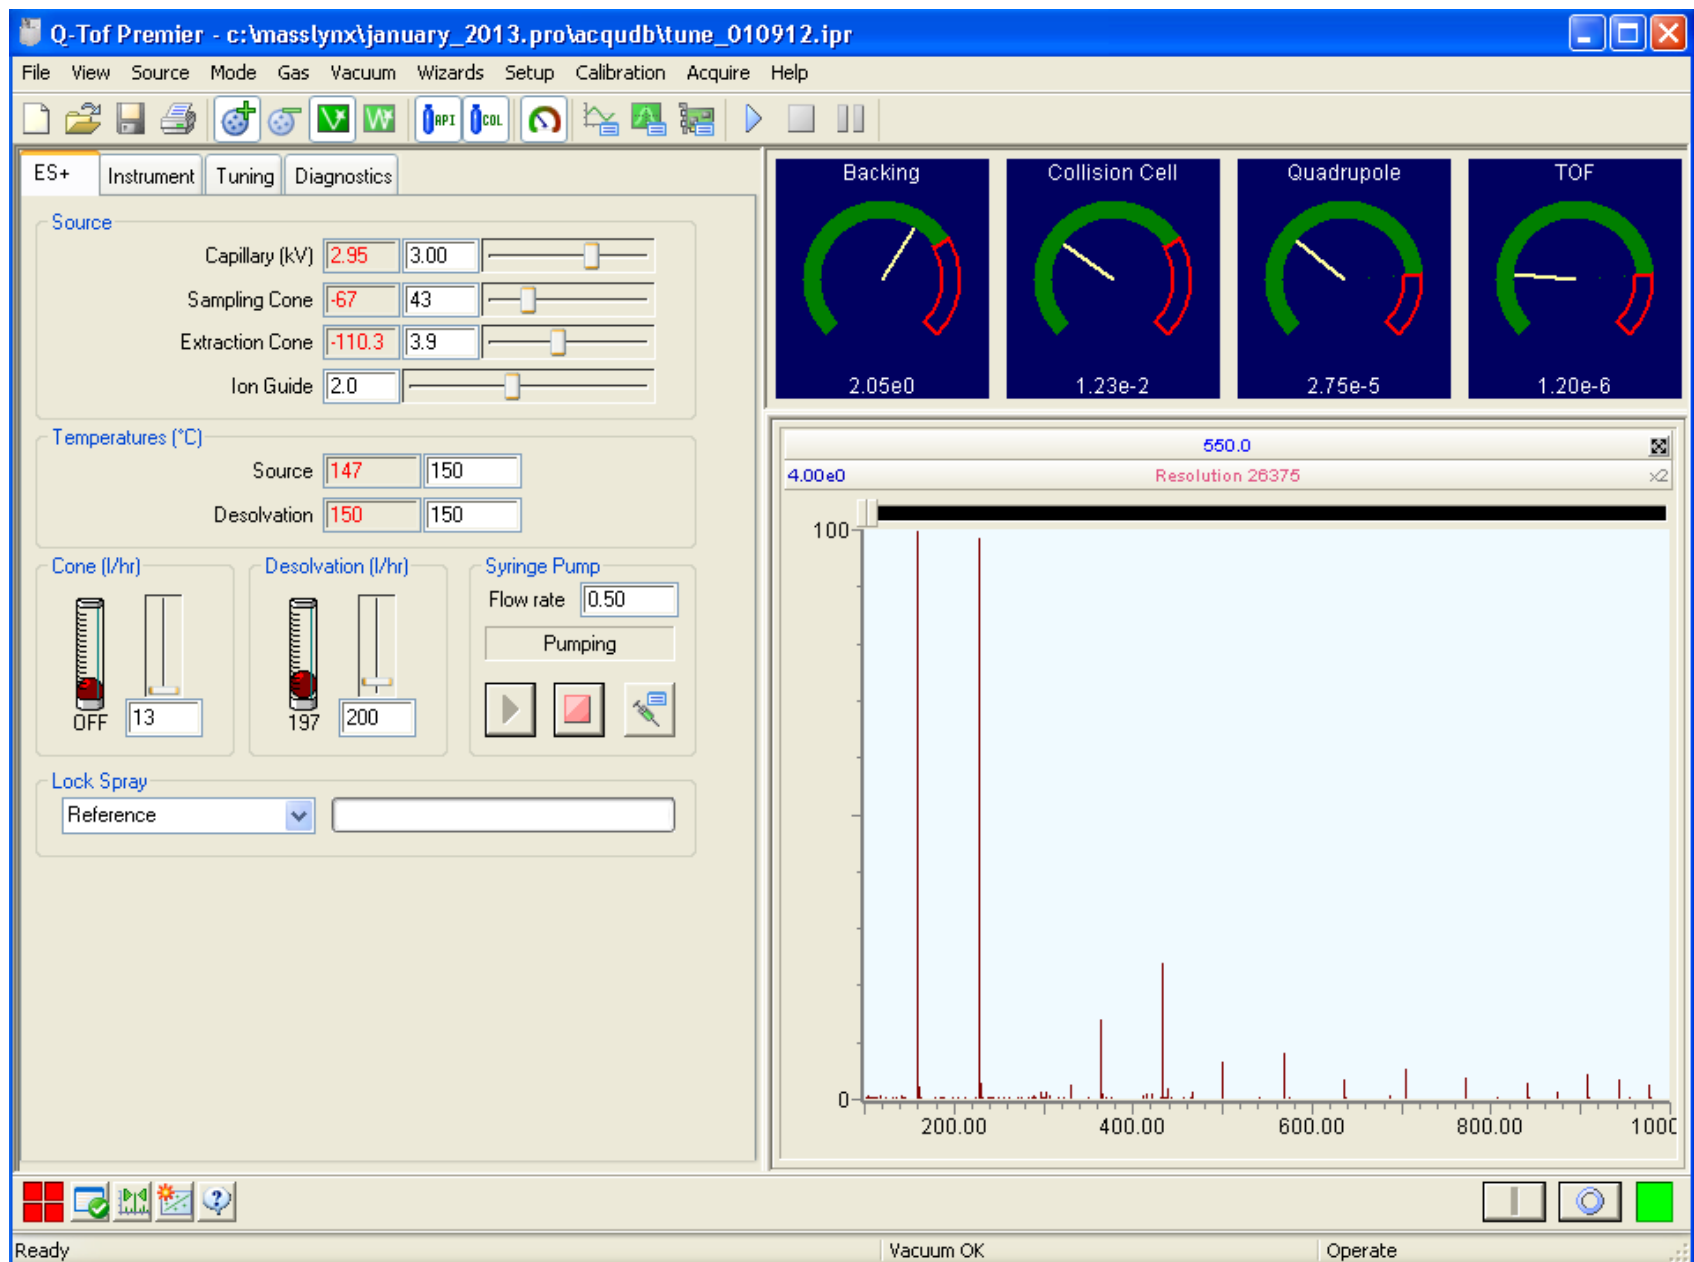 Q-Tof Premier - c:\masslynx\january_2013.pro\acqudb\tune_010912.ipr
File View Source Mode Gas Vacuum Wizards Setup Calibration Acquire Help
API COL
ES+ Instrument Tuning Diagnostics
Source
Capillary (kV) 2.95 3.00
Sampling Cone -67 43
Extraction Cone -110.3 3.9
Ion Guide 2.0
Temperatures (°C)
Source 147 150
Desolvation 150 150
Cone (l/hr)
OFF 13
Desolvation (l/hr)
197 200
Syringe Pump
Flow rate 0.50
Pumping
Lock Spray
Reference
Backing Collision Cell Quadrupole TOF
2.05e0 1.23e-2 2.75e-5 1.20e-6
550.0
4.00e0 Resolution 26375 x2
100
0
200.00 400.00 600.00 800.00 1000
Ready Vacuum OK Operate